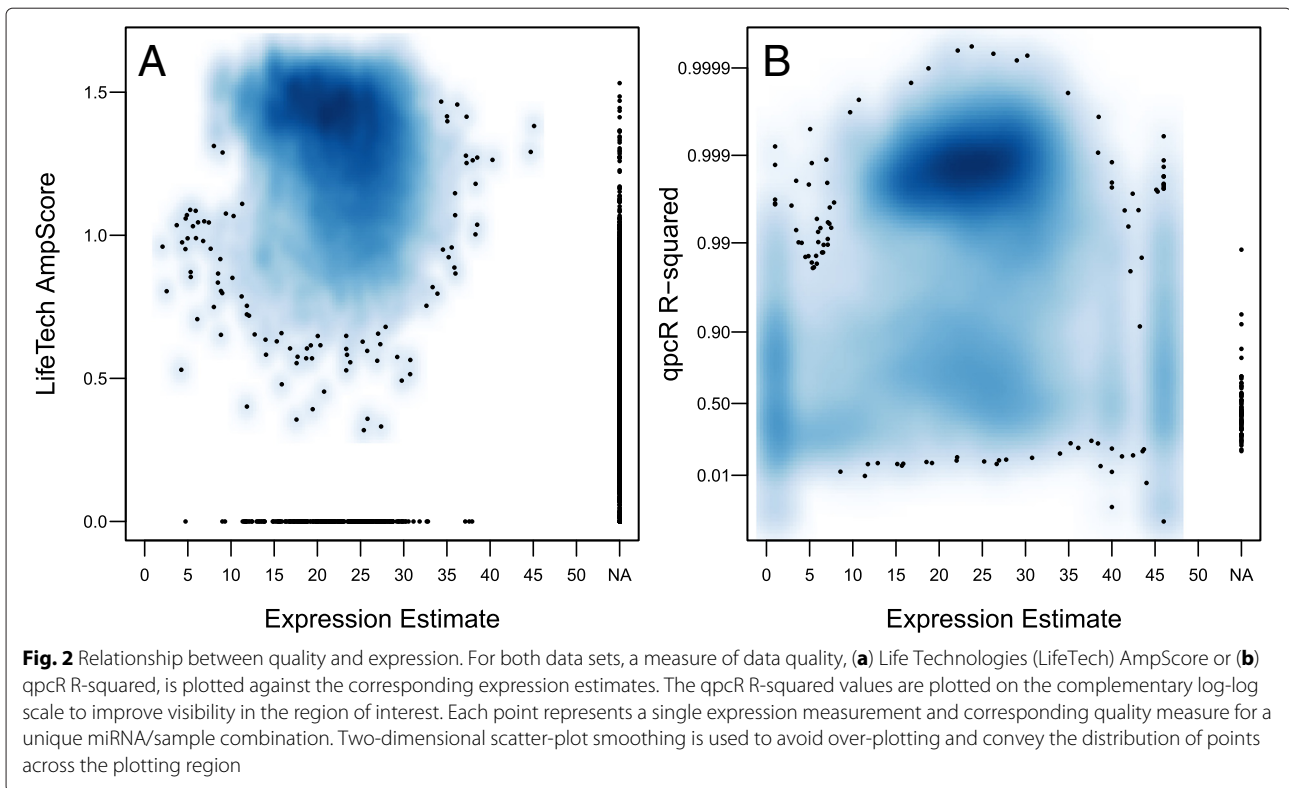 A
LifeTech AmpScore
1.5
1.0
0.5
0.0
0 5 10 15 20 25 30 35 40 45 50 NA
Expression Estimate
B
qpcR R−squared
0.9999
0.999
0.99
0.90
0.50
0.01
0 5 10 15 20 25 30 35 40 45 50 NA
Expression Estimate
Fig. 2 Relationship between quality and expression. For both data sets, a measure of data quality, (a) Life Technologies (LifeTech) AmpScore or (b)
qpcR R-squared, is plotted against the corresponding expression estimates. The qpcR R-squared values are plotted on the complementary log-log
scale to improve visibility in the region of interest. Each point represents a single expression measurement and corresponding quality measure for a
unique miRNA/sample combination. Two-dimensional scatter-plot smoothing is used to avoid over-plotting and convey the distribution of points
across the plotting region